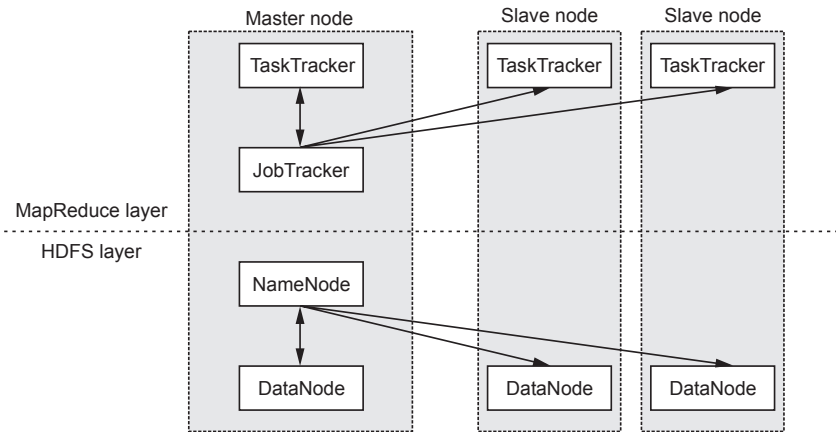 Master node
Slave node
Slave node
TaskTracker
TaskTracker
TaskTracker
JobTracker
MapReduce layer
HDFS layer
NameNode
DataNode
DataNode
DataNode